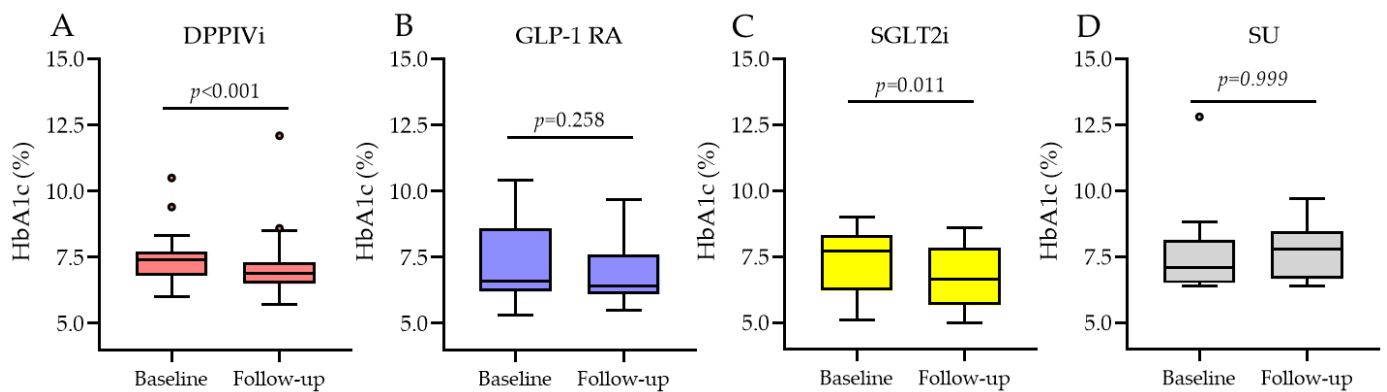 A
DPPIVi
15.0
12.5
10.0
7.5
5.0
HbA1c (%)
p<0.001
Baseline
Follow-up
B
GLP-1 RA
15.0
12.5
10.0
7.5
5.0
HbA1c (%)
p=0.258
Baseline
Follow-up
C
SGLT2i
15.0
12.5
10.0
7.5
5.0
HbA1c (%)
p=0.011
Baseline
Follow-up
D
SU
15.0
12.5
10.0
7.5
5.0
HbA1c (%)
p=0.999
Baseline
Follow-up